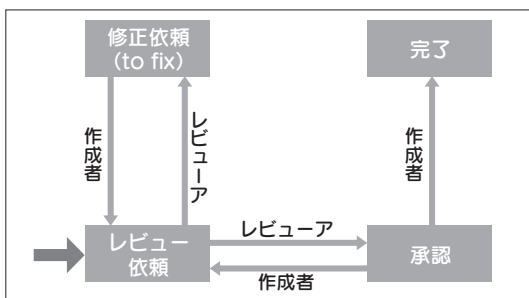 修正依頼
(to fix)
完了
作成者
レビューア
作成者
レビューア
レビュー
依頼
承認
作成者